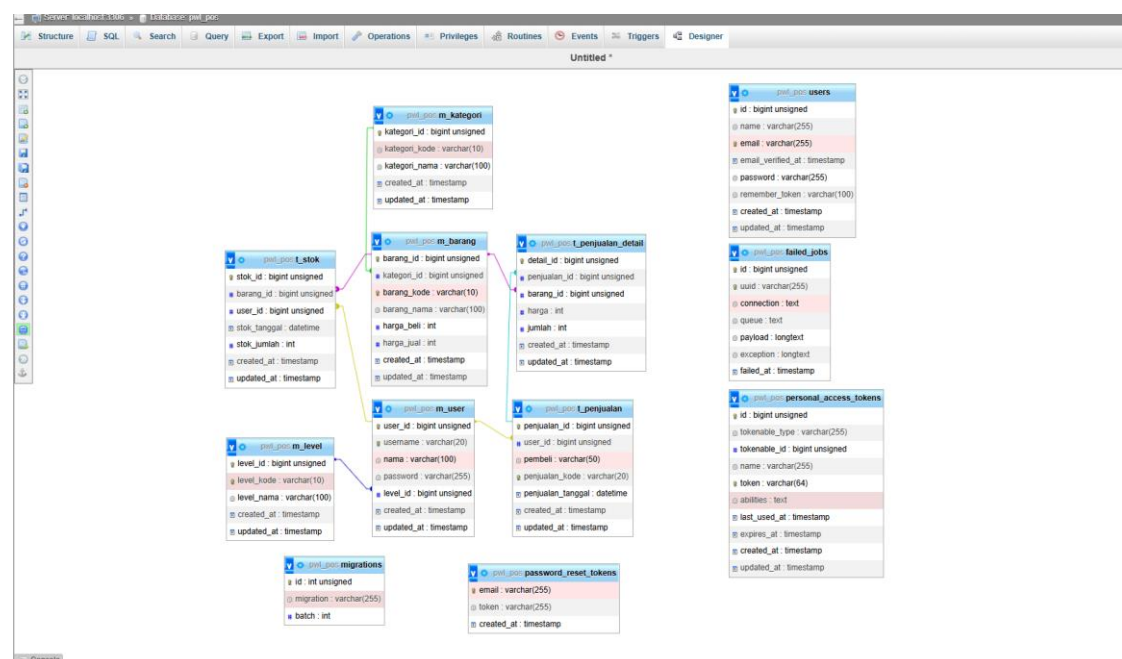 Server: localhost:3306 » Database: pwl_pos
Structure SQL Search Query Export Import Operations Privileges Routines Events Triggers Designer
Untitled *
pwl_pos m_kategori
kategori_id : bigint unsigned
kategori_kode : varchar(10)
kategori_nama : varchar(100)
created_at : timestamp
updated_at : timestamp
pwl_pos users
id : bigint unsigned
name : varchar(255)
email : varchar(255)
email_verified_at : timestamp
password : varchar(255)
remember_token : varchar(100)
created_at : timestamp
updated_at : timestamp
pwl_pos t_stok
stok_id : bigint unsigned
barang_id : bigint unsigned
user_id : bigint unsigned
stok_tanggal : datetime
stok_jumlah : int
created_at : timestamp
updated_at : timestamp
pwl_pos m_barang
barang_id : bigint unsigned
kategori_id : bigint unsigned
barang_kode : varchar(10)
barang_nama : varchar(100)
harga_beli : int
harga_jual : int
created_at : timestamp
updated_at : timestamp
pwl_pos t_penjualan_detail
detail_id : bigint unsigned
penjualan_id : bigint unsigned
barang_id : bigint unsigned
harga : int
jumlah : int
created_at : timestamp
updated_at : timestamp
pwl_pos failed_jobs
id : bigint unsigned
uuid : varchar(255)
connection : text
queue : text
payload : longtext
exception : longtext
failed_at : timestamp
pwl_pos m_level
level_id : bigint unsigned
level_kode : varchar(10)
level_nama : varchar(100)
created_at : timestamp
updated_at : timestamp
pwl_pos m_user
user_id : bigint unsigned
username : varchar(20)
nama : varchar(100)
password : varchar(255)
level_id : bigint unsigned
created_at : timestamp
updated_at : timestamp
pwl_pos t_penjualan
penjualan_id : bigint unsigned
user_id : bigint unsigned
pembeli : varchar(50)
penjualan_kode : varchar(20)
penjualan_tanggal : datetime
created_at : timestamp
updated_at : timestamp
pwl_pos personal_access_tokens
id : bigint unsigned
tokenable_type : varchar(255)
tokenable_id : bigint unsigned
name : varchar(255)
token : varchar(64)
abilities : text
last_used_at : timestamp
expires_at : timestamp
created_at : timestamp
updated_at : timestamp
pwl_pos migrations
id : int unsigned
migration : varchar(255)
batch : int
pwl_pos password_reset_tokens
email : varchar(255)
token : varchar(255)
created_at : timestamp